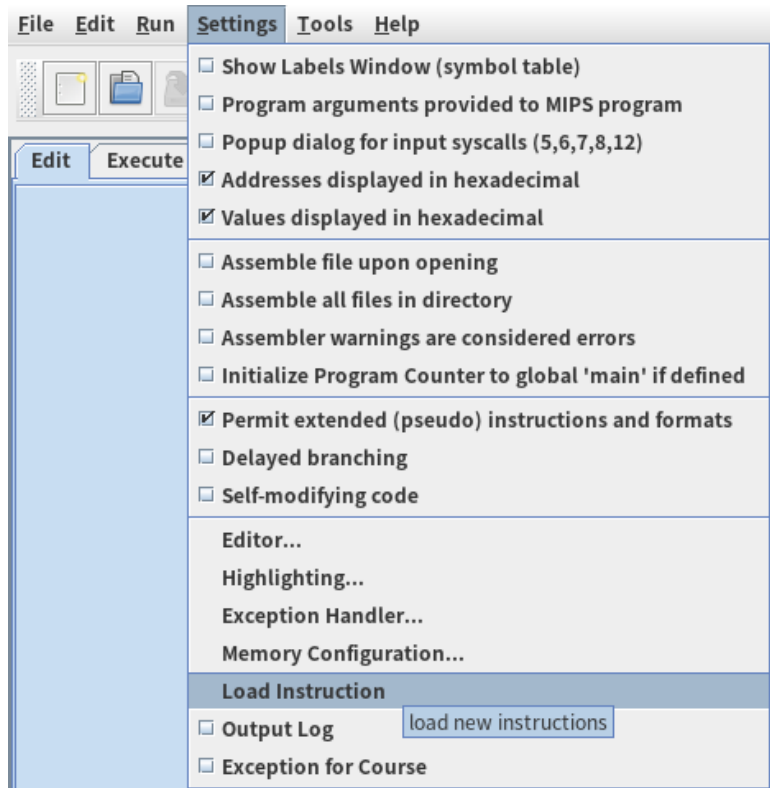 File Edit Run Settings Tools Help
Show Labels Window (symbol table)
Program arguments provided to MIPS program
Popup dialog for input syscalls (5,6,7,8,12)
Edit Execute
Addresses displayed in hexadecimal
Values displayed in hexadecimal
Assemble file upon opening
Assemble all files in directory
Assembler warnings are considered errors
Initialize Program Counter to global 'main' if defined
Permit extended (pseudo) instructions and formats
Delayed branching
Self-modifying code
Editor...
Highlighting...
Exception Handler...
Memory Configuration...
Load Instruction
load new instructions
Output Log
Exception for Course